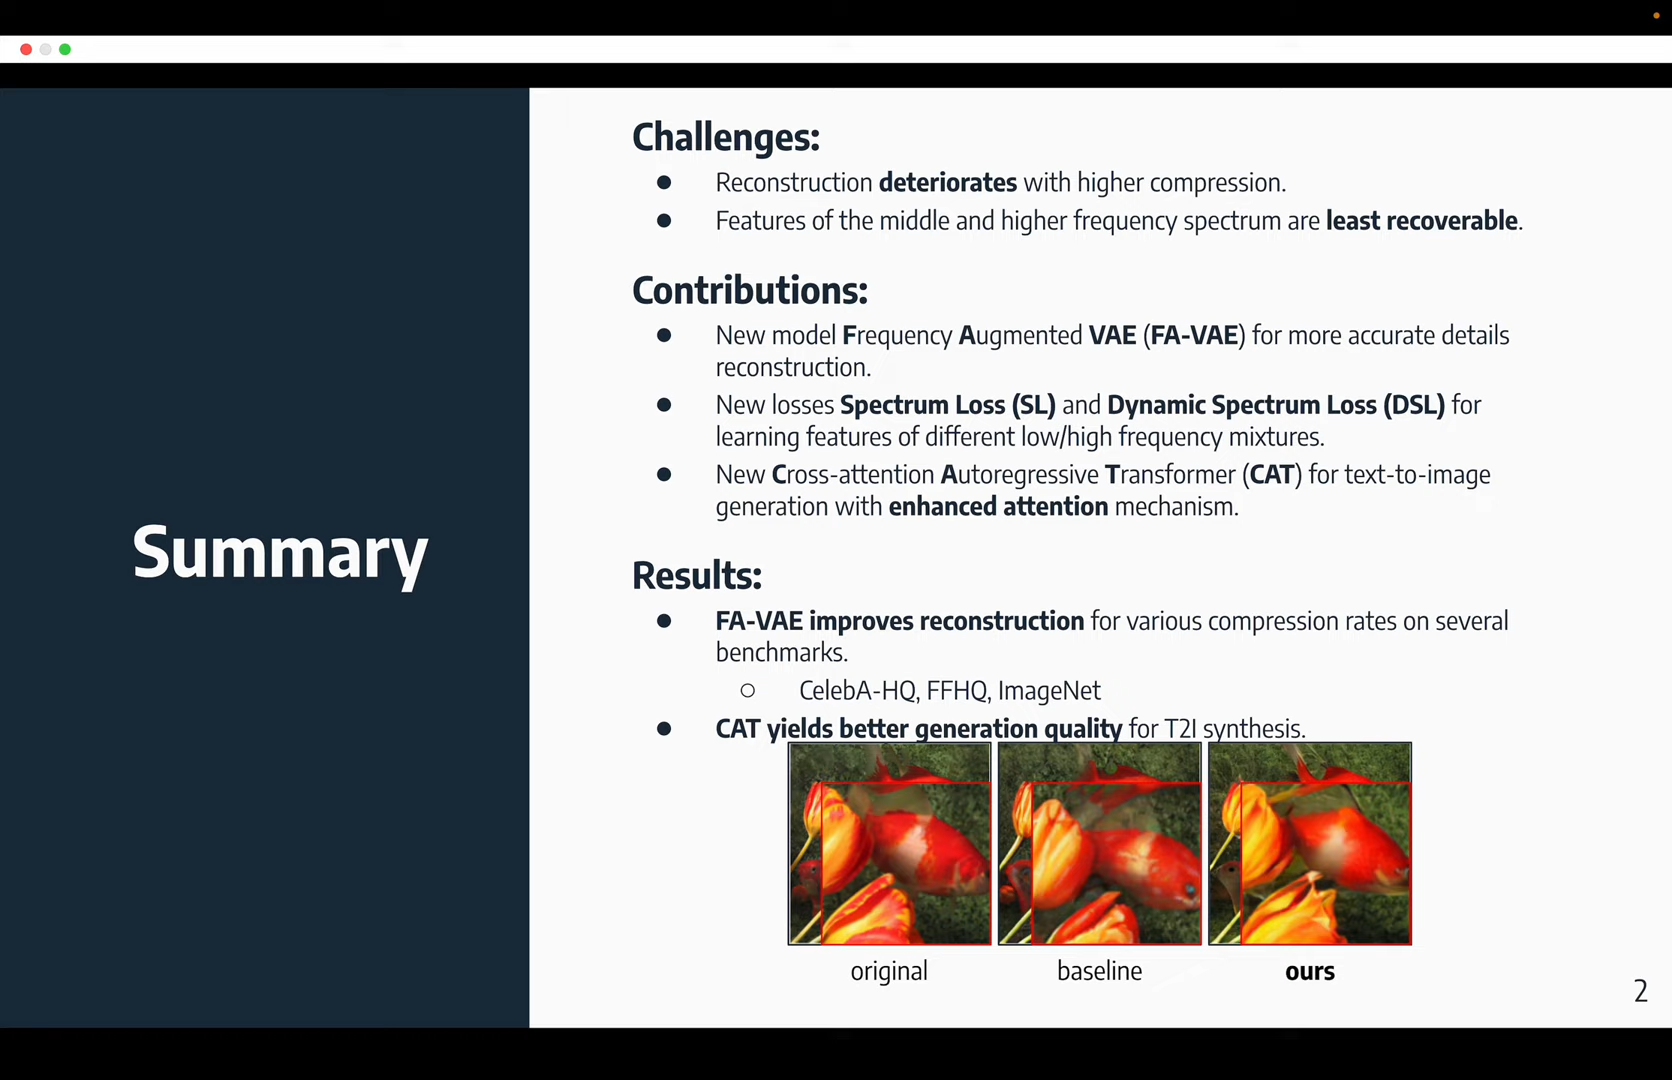 Summary
Challenges:
● Reconstruction deteriorates with higher compression.
● Features of the middle and higher frequency spectrum are least recoverable.
Contributions:
● New model Frequency Augmented VAE (FA-VAE) for more accurate details
reconstruction.
● New losses Spectrum Loss (SL) and Dynamic Spectrum Loss (DSL) for
learning features of different low/high frequency mixtures.
● New Cross-attention Autoregressive Transformer (CAT) for text-to-image
generation with enhanced attention mechanism.
Results:
● FA-VAE improves reconstruction for various compression rates on several
benchmarks.
○ CelebA-HQ, FFHQ, ImageNet
● CAT yields better generation quality for T2I synthesis.
original baseline ours
2